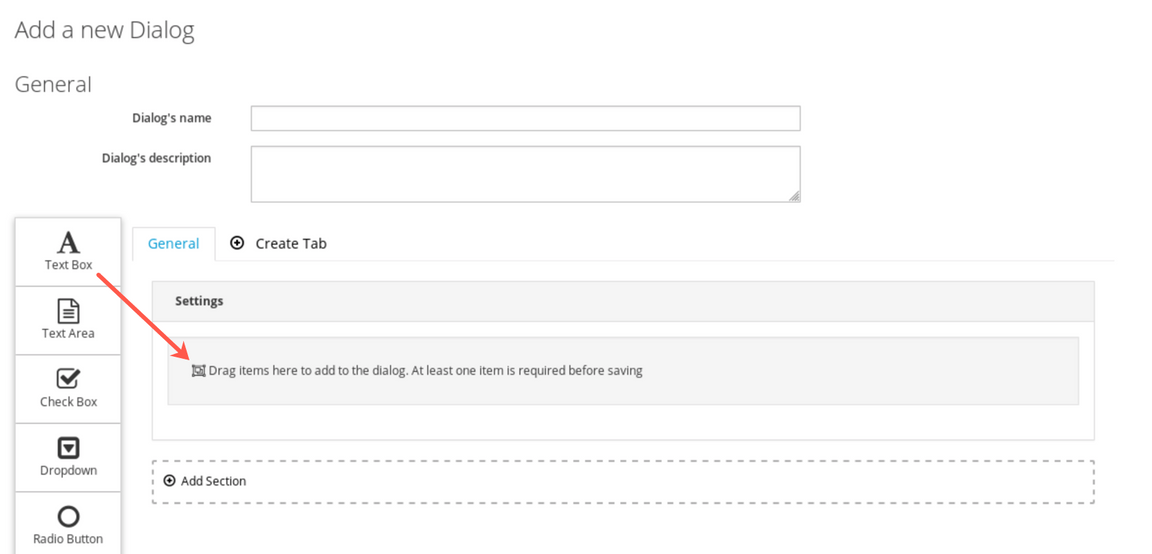 Add a new Dialog
General
Dialog's name
Dialog's description
Text Box
Text Area
Check Box
Dropdown
Radio Button
General
Create Tab
Settings
Drag items here to add to the dialog. At least one item is required before saving
Add Section